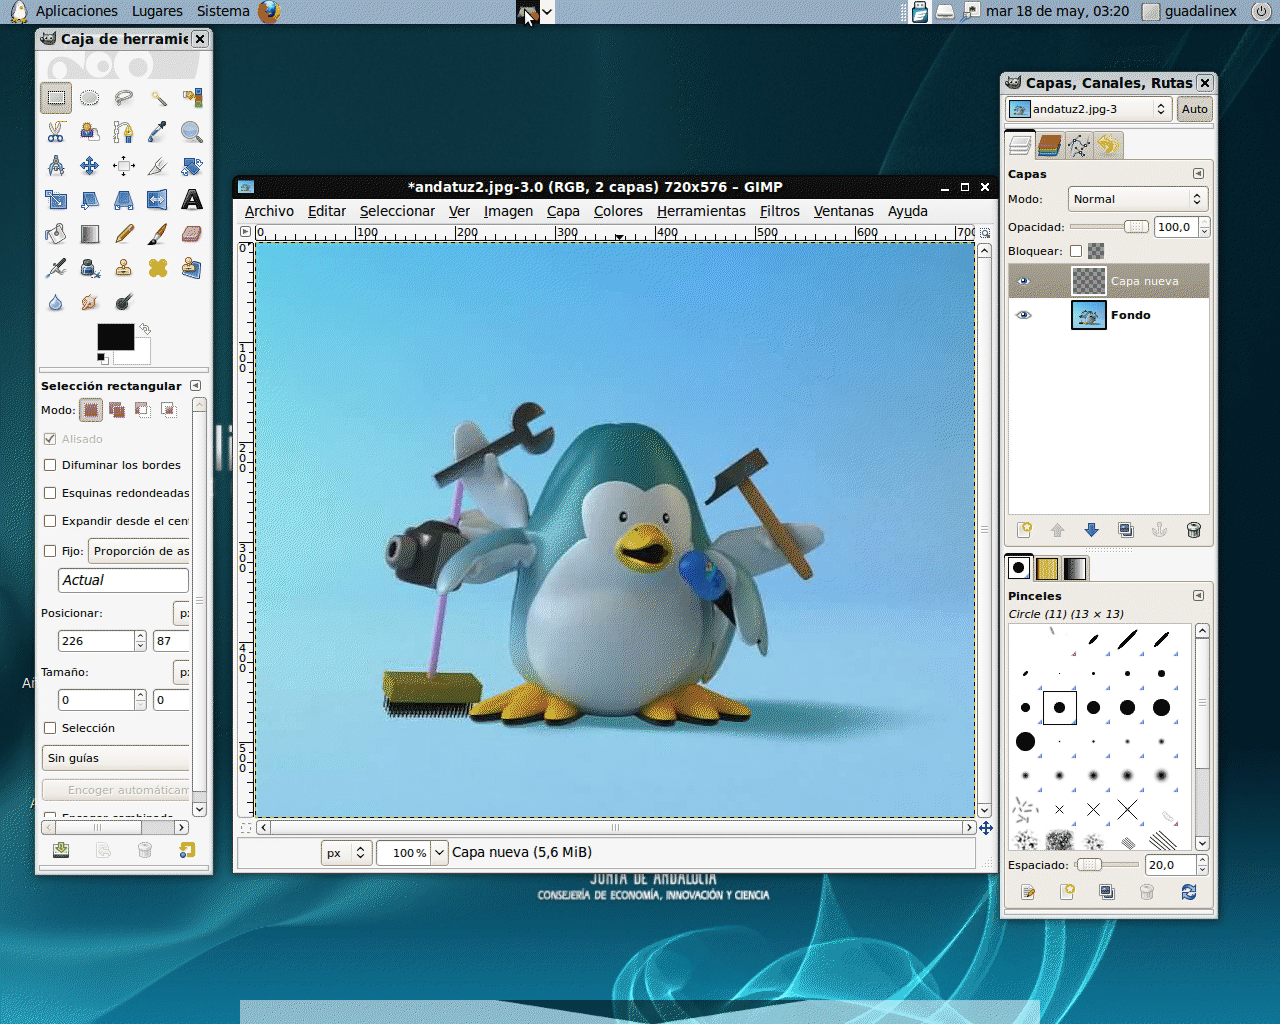 Aplicaciones Lugares Sistema
mar 18 de may, 03:20 guadalinex
Caja de herramie
Selección rectangular
Modo:
Alisado
Difuminar los bordes
Esquinas redondeadas
Expandir desde el cen
Fijo: Proporción de as
Actual
Posicionar: px
226 87
Tamaño: px
0 0
Selección
Sin guías
Encoger automáticam
*andatuz2.jpg-3.0 (RGB, 2 capas) 720x576 – GIMP
Archivo Editar Seleccionar Ver Imagen Capa Colores Herramientas Filtros Ventanas Ayuda
0 100 200 300 400 500 600 700
0
100
200
300
400
500
px 100 % Capa nueva (5,6 MiB)
JUNTA DE ANDALUCIA
CONSEJERÍA DE ECONOMÍA, INNOVACIÓN Y CIENCIA
Capas, Canales, Rutas
andatuz2.jpg-3 Auto
Capas
Modo: Normal
Opacidad: 100,0
Bloquear:
Capa nueva
Fondo
Pinceles
Circle (11) (13 × 13)
Espaciado: 20,0